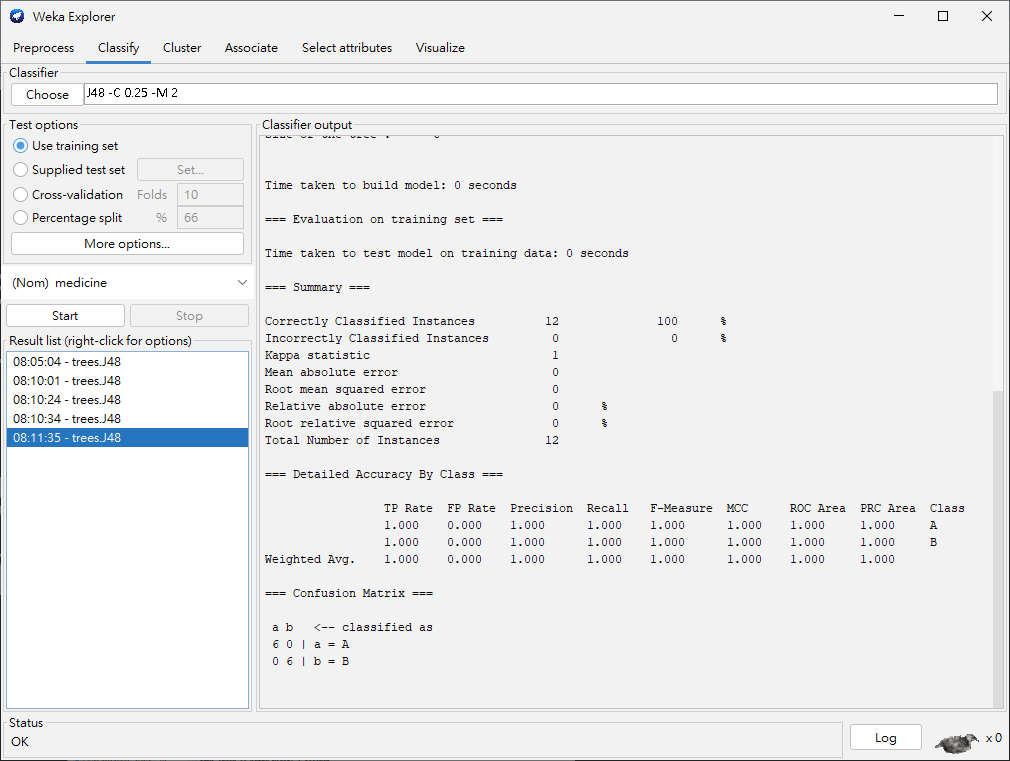 Weka Explorer
Preprocess Classify Cluster Associate Select attributes Visualize
Classifier
Choose J48 -C 0.25 -M 2
Test options
Use training set
Supplied test set Set...
Cross-validation Folds 10
Percentage split % 66
More options...
(Nom) medicine
Start Stop
Result list (right-click for options)
08:05:04 - trees.J48
08:10:01 - trees.J48
08:10:24 - trees.J48
08:10:34 - trees.J48
08:11:35 - trees.J48
Classifier output
Time taken to build model: 0 seconds
=== Evaluation on training set ===
Time taken to test model on training data: 0 seconds
=== Summary ===
Correctly Classified Instances 12 100 %
Incorrectly Classified Instances 0 0 %
Kappa statistic 1
Mean absolute error 0
Root mean squared error 0
Relative absolute error 0 %
Root relative squared error 0 %
Total Number of Instances 12
=== Detailed Accuracy By Class ===
TP Rate FP Rate Precision Recall F-Measure MCC ROC Area PRC Area Class
1.000 0.000 1.000 1.000 1.000 1.000 1.000 1.000 A
1.000 0.000 1.000 1.000 1.000 1.000 1.000 1.000 B
Weighted Avg. 1.000 0.000 1.000 1.000 1.000 1.000 1.000 1.000
=== Confusion Matrix ===
a b <-- classified as
6 0 | a = A
0 6 | b = B
Status
OK
Log x 0